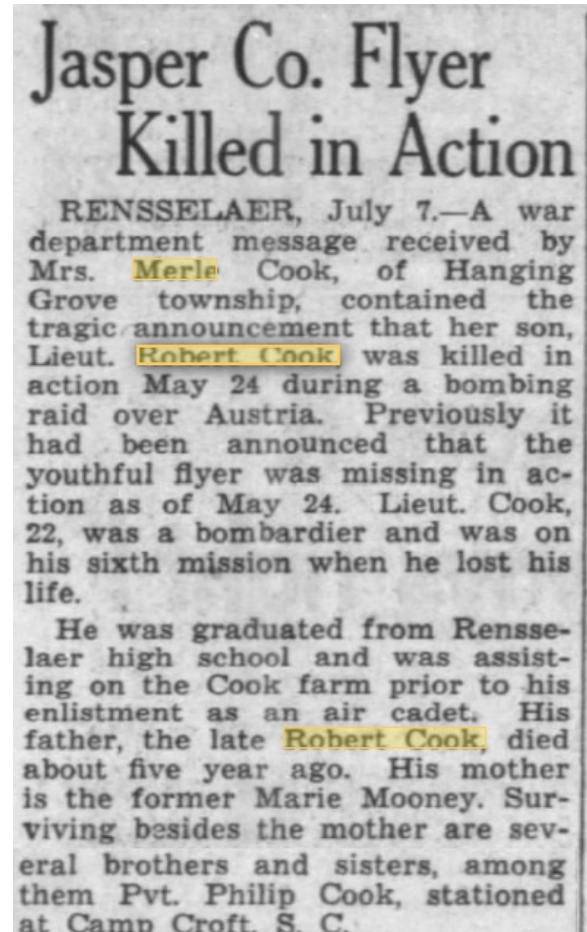 Jasper Co. Flyer
Killed in Action
RENSSELAER, July 7.—A war
department message received by
Mrs. Merle Cook, of Hanging
Grove township, contained the
tragic announcement that her son,
Lieut. Robert Cook was killed in
action May 24 during a bombing
raid over Austria. Previously it
had been announced that the
youthful flyer was missing in ac-
tion as of May 24. Lieut. Cook,
22, was a bombardier and was on
his sixth mission when he lost his
life.
He was graduated from Rensse-
laer high school and was assist-
ing on the Cook farm prior to his
enlistment as an air cadet. His
father, the late Robert Cook, died
about five year ago. His mother
is the former Marie Mooney. Sur-
viving besides the mother are sev-
eral brothers and sisters, among
them Pvt. Philip Cook, stationed
at Camp Croft, S. C.